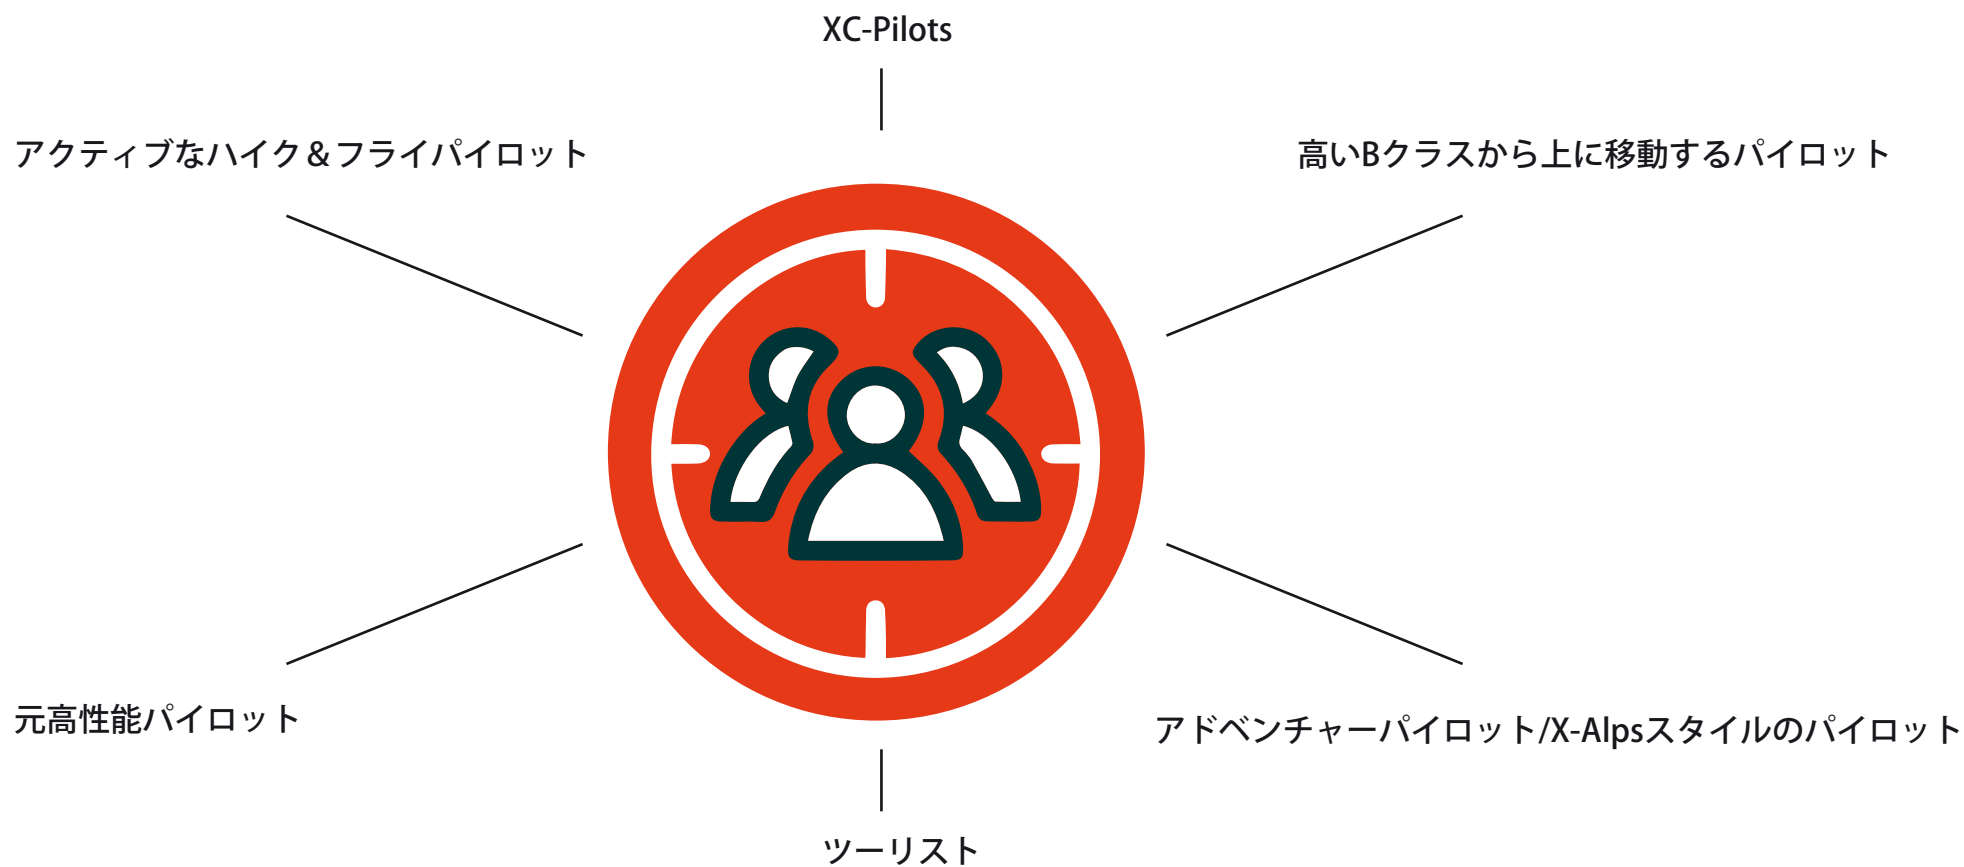 XC-Pilots
アクティブなハイク＆フライパイロット
高いBクラスから上に移動するパイロット
元高性能パイロット
アドベンチャーパイロット/X-Alpsスタイルのパイロット
ツーリスト